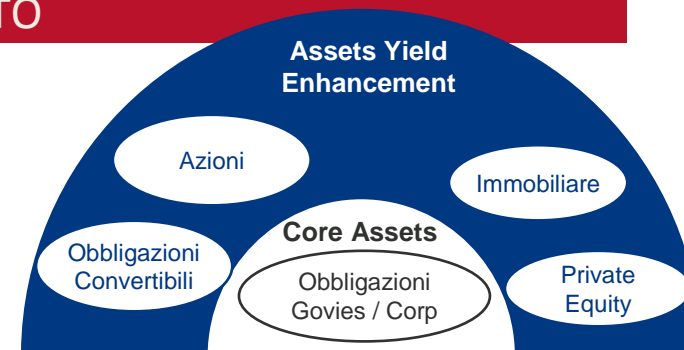 TO
Assets Yield
Enhancement
Azioni
Immobiliare
Core Assets
Obbligazioni
Convertibili
Obbligazioni
Govies / Corp
Private
Equity